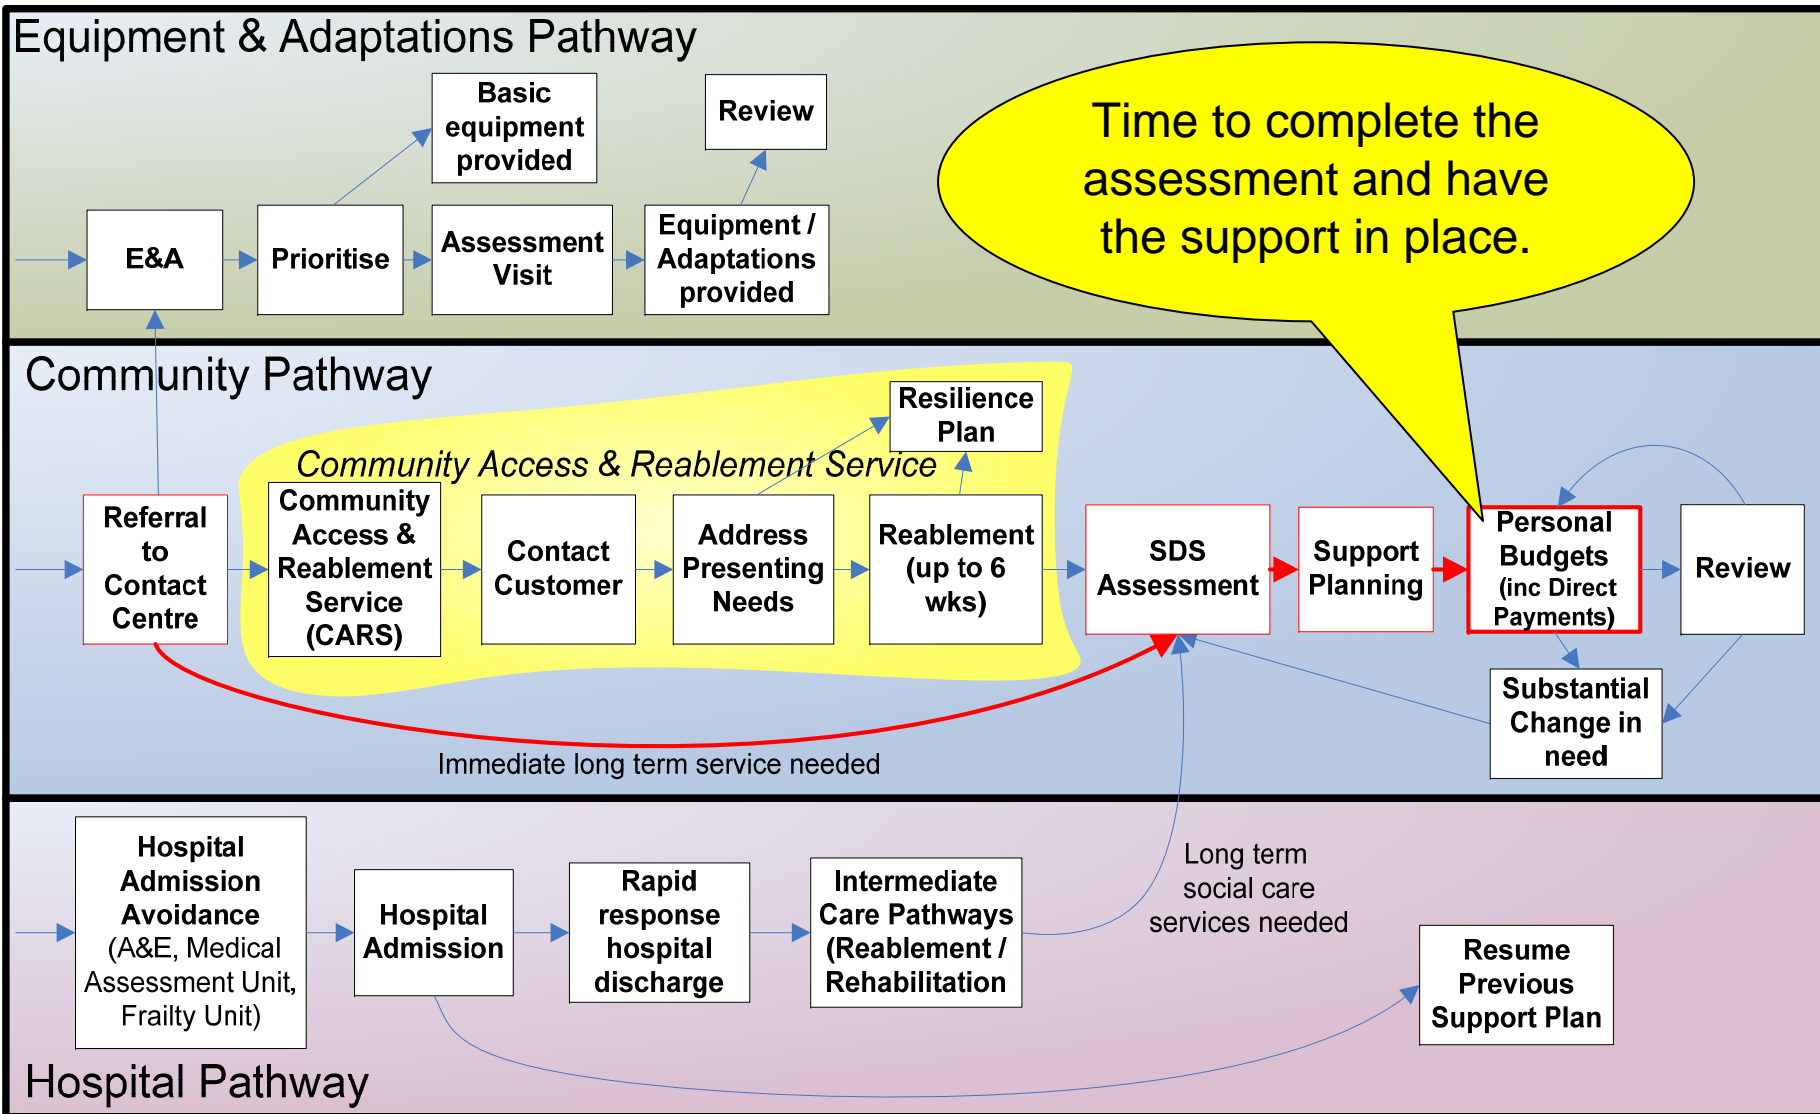 Equipment & Adaptations Pathway
Basic
equipment
provided
Review
Time to complete the
assessment and have
the support in place.
E&A
Prioritise
Assessment
Visit
Equipment /
Adaptations
provided
Community Pathway
Resilience
Plan
Community Access & Reablement Service
Referral
to
Contact
Centre
Community
Access &
Reablement
Service
(CARS)
Contact
Customer
Address
Presenting
Needs
Reablement
(up to 6
wks)
SDS
Assessment
Support
Planning
Personal
Budgets
(inc Direct
Payments)
Review
Substantial
Change in
need
Immediate long term service needed
Hospital
Admission
Avoidance
(A&E, Medical
Assessment Unit,
Frailty Unit)
Hospital
Admission
Rapid
response
hospital
discharge
Intermediate
Care Pathways
(Reablement /
Rehabilitation
Long term
social care
services needed
Resume
Previous
Support Plan
Hospital Pathway